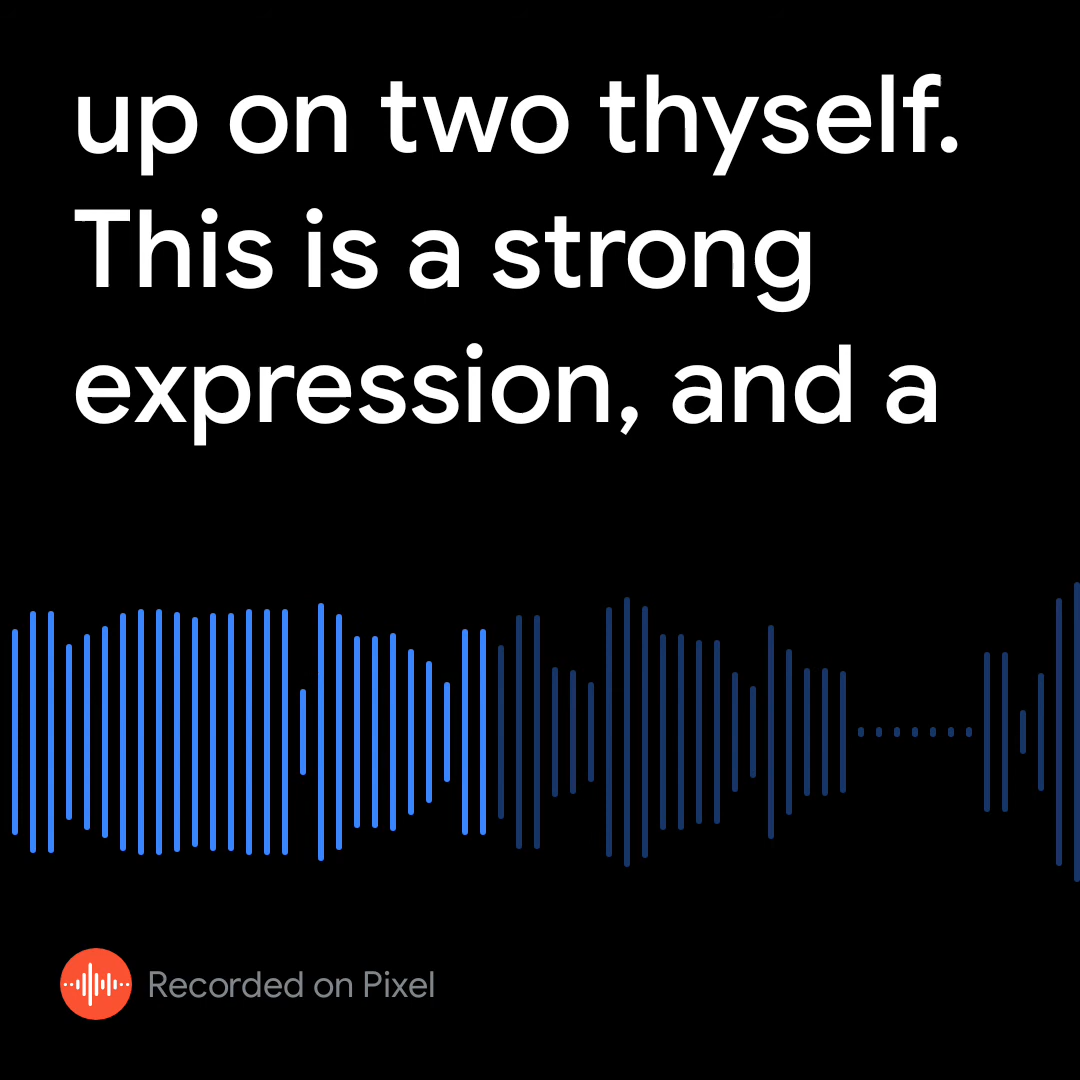 up on two thyself.
This is a strong
expression, and a
Recorded on Pixel